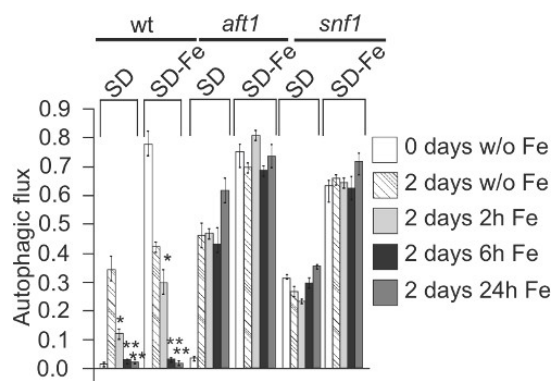 wt aft1 snf1
SD SD-Fe SD SD-Fe SD SD-Fe
Autophagic flux
0.9
0.8
0.7
0.6
0.5
0.4
0.3
0.2
0.1
0.0
* ** ** * ** **
0 days w/o Fe
2 days w/o Fe
2 days 2h Fe
2 days 6h Fe
2 days 24h Fe